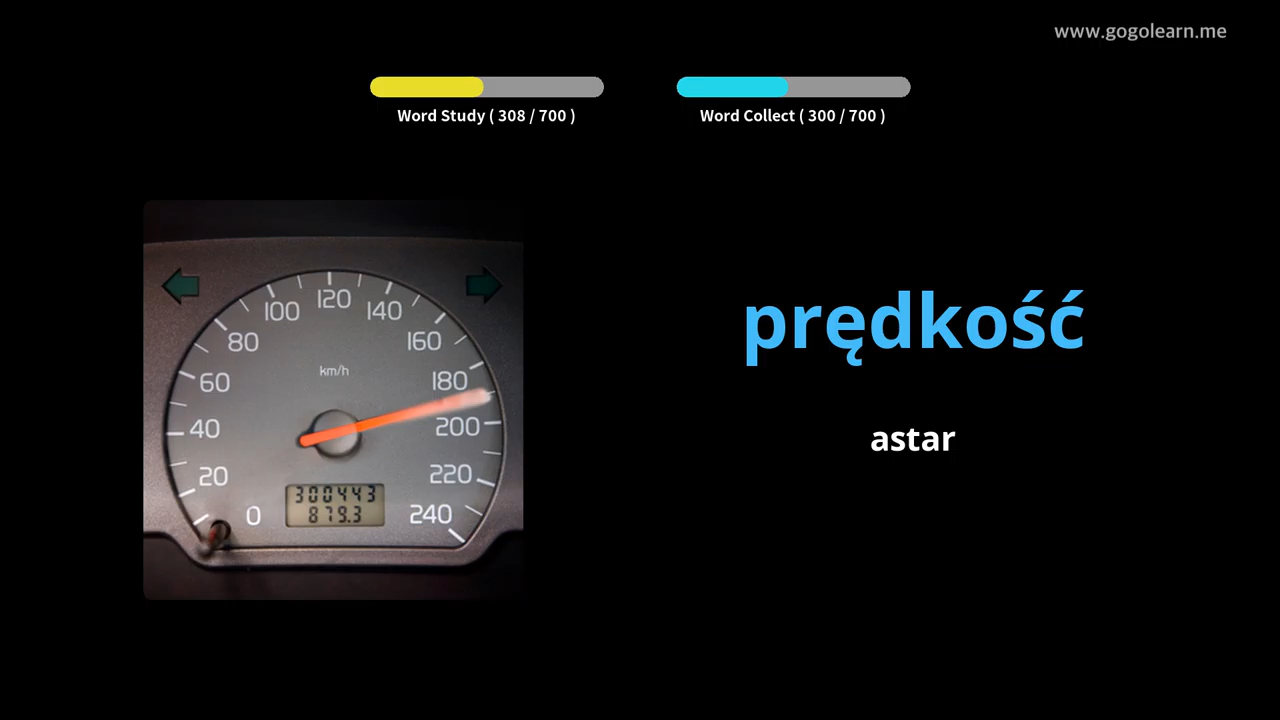 www.gogolearn.me
Word Study ( 308 / 700 )
Word Collect ( 300 / 700 )
0
20
40
60
80
100
120
140
160
180
200
220
240
km/h
300443
879.3
prędkość
astar